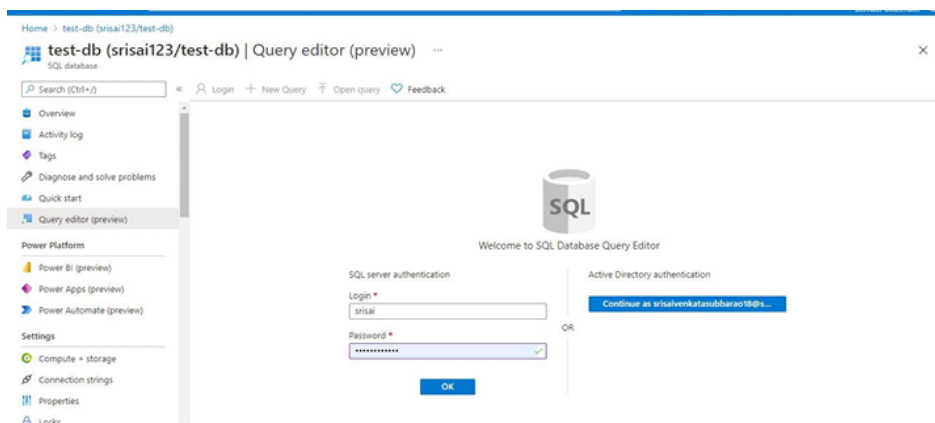 Home > test-db (srisai123/test-db)
test-db (srisai123/test-db) | Query editor (preview) ...
SQL database
Search (Ctrl+/)
« Login + New Query Open query Feedback
Overview
Activity log
Tags
Diagnose and solve problems
Quick start
Query editor (preview)
Power Platform
Power BI (preview)
Power Apps (preview)
Power Automate (preview)
Settings
Compute + storage
Connection strings
Properties
Locks
SQL
Welcome to SQL Database Query Editor
SQL server authentication
Login *
srisai
Password *
••••••••••••
OK
OR
Active Directory authentication
Continue as srisaivenkatasubbarao18@s...